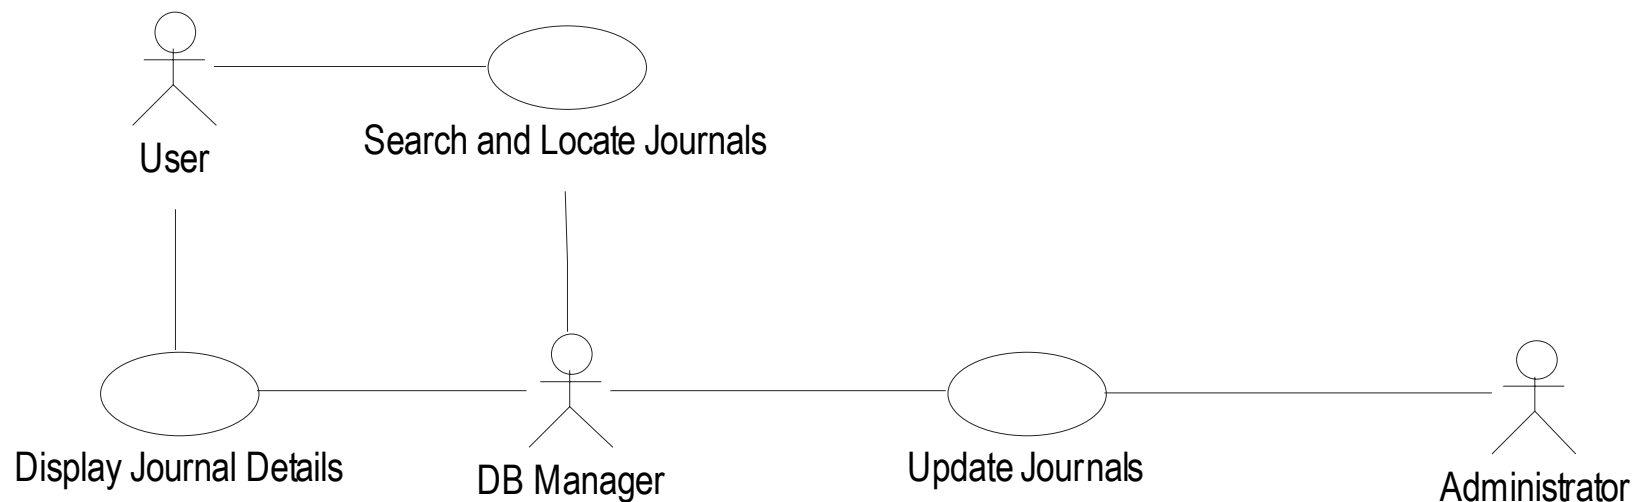 User
Search and Locate Journals
Display Journal Details
DB Manager
Update Journals
Administrator